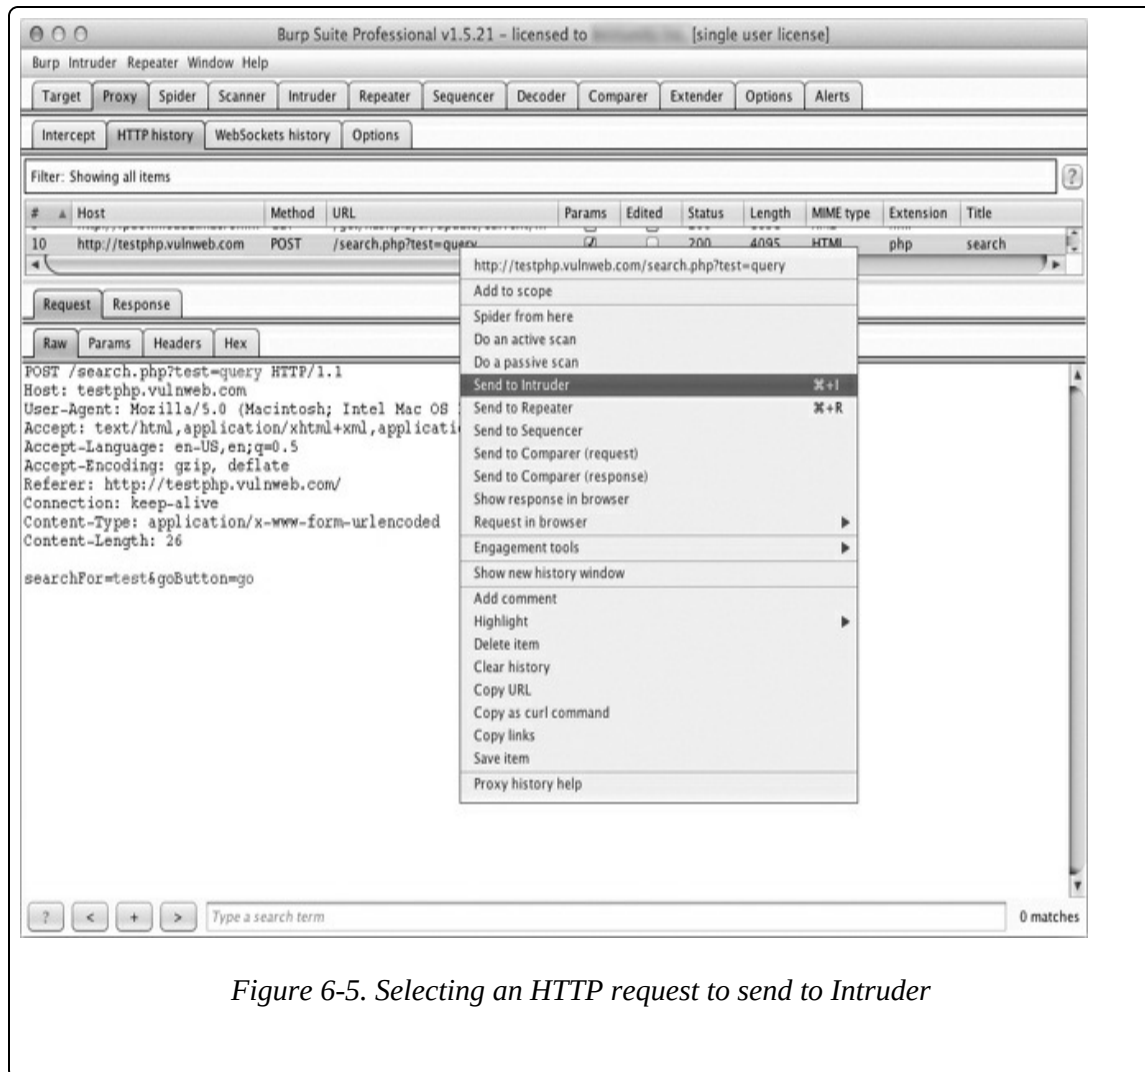 Burp Suite Professional v1.5.21 – licensed to [single user license]
Burp Intruder Repeater Window Help
Target Proxy Spider Scanner Intruder Repeater Sequencer Decoder Comparer Extender Options Alerts
Intercept HTTP history WebSockets history Options
Filter: Showing all items ?
# Host Method URL Params Edited Status Length MIME type Extension Title
10 http://testphp.vulnweb.com POST /search.php?test=query 200 4095 HTML php search
Request Response
Raw Params Headers Hex
POST /search.php?test=query HTTP/1.1
Host: testphp.vulnweb.com
User-Agent: Mozilla/5.0 (Macintosh; Intel Mac OS
Accept: text/html,application/xhtml+xml,applicati
Accept-Language: en-US,en;q=0.5
Accept-Encoding: gzip, deflate
Referer: http://testphp.vulnweb.com/
Connection: keep-alive
Content-Type: application/x-www-form-urlencoded
Content-Length: 26
searchFor=test&goButton=go
http://testphp.vulnweb.com/search.php?test=query
Add to scope
Spider from here
Do an active scan
Do a passive scan
Send to Intruder ⌘+I
Send to Repeater ⌘+R
Send to Sequencer
Send to Comparer (request)
Send to Comparer (response)
Show response in browser
Request in browser
Engagement tools
Show new history window
Add comment
Highlight
Delete item
Clear history
Copy URL
Copy as curl command
Copy links
Save item
Proxy history help
? < + > Type a search term 0 matches
Figure 6-5. Selecting an HTTP request to send to Intruder